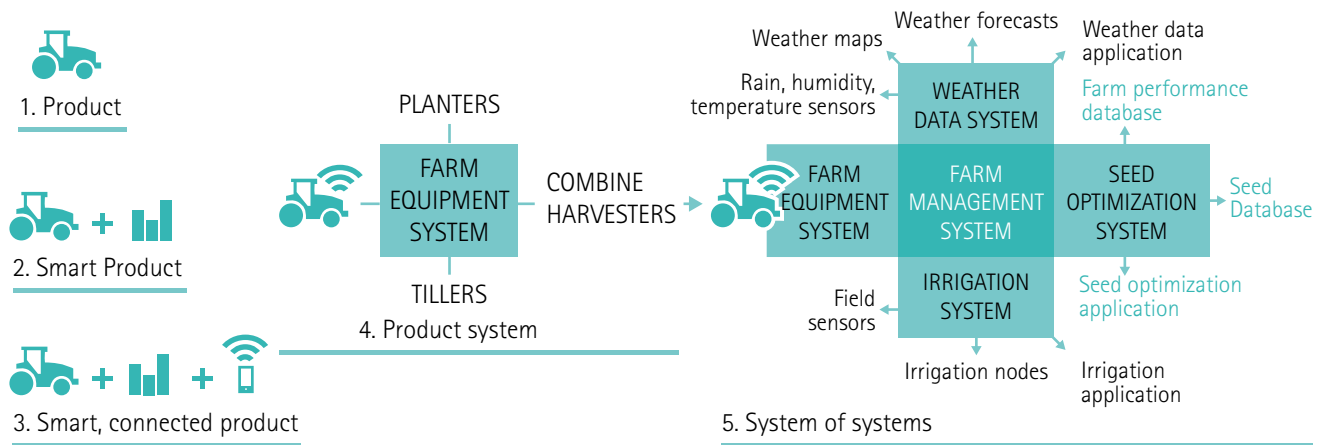 1. Product
2. Smart Product
3. Smart, connected product
PLANTERS
FARM
EQUIPMENT
SYSTEM
COMBINE
HARVESTERS
TILLERS
4. Product system
Weather maps
Weather forecasts
Weather data
application
Rain, humidity,
temperature sensors
WEATHER
DATA SYSTEM
Farm performance
database
FARM
EQUIPMENT
SYSTEM
FARM
MANAGEMENT
SYSTEM
SEED
OPTIMIZATION
SYSTEM
Seed
Database
IRRIGATION
SYSTEM
Field
sensors
Seed optimization
application
Irrigation nodes
Irrigation
application
5. System of systems